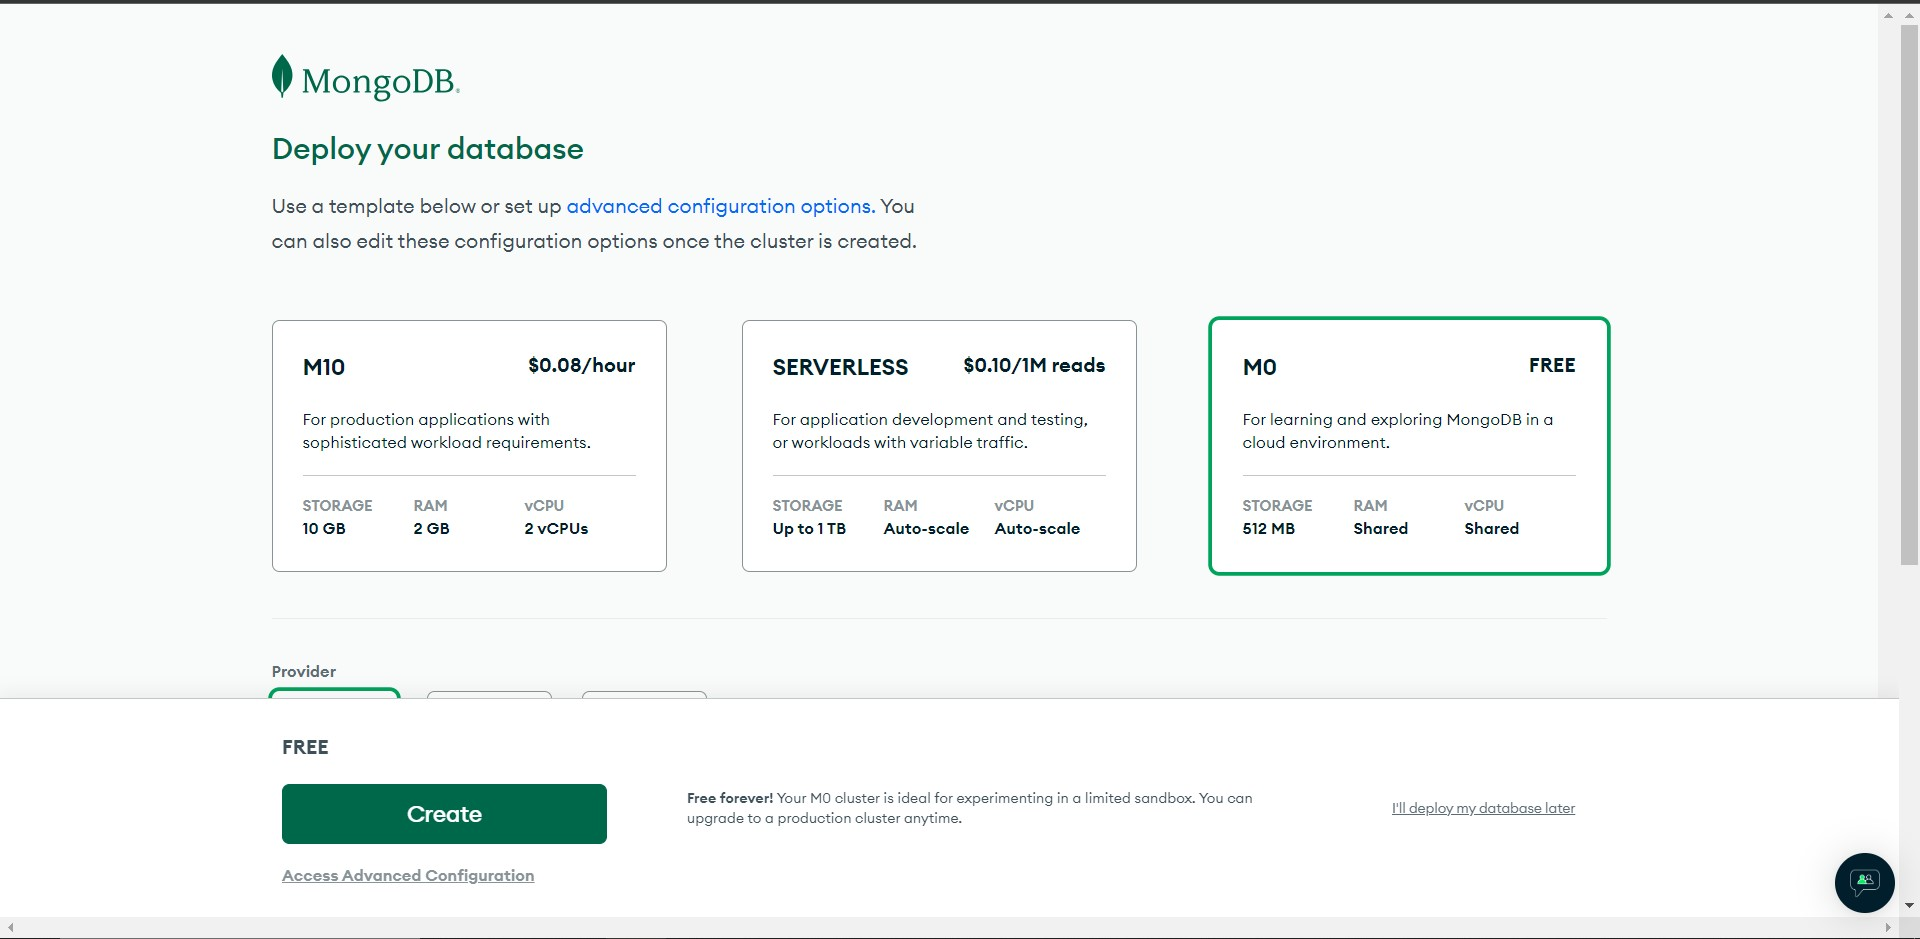 MongoDB®
Deploy your database
Use a template below or set up advanced configuration options. You
can also edit these configuration options once the cluster is created.
M10 $0.08/hour
For production applications with
sophisticated workload requirements.
STORAGE RAM vCPU
10 GB 2 GB 2 vCPUs
SERVERLESS $0.10/1M reads
For application development and testing,
or workloads with variable traffic.
STORAGE RAM vCPU
Up to 1 TB Auto-scale Auto-scale
M0 FREE
For learning and exploring MongoDB in a
cloud environment.
STORAGE RAM vCPU
512 MB Shared Shared
Provider
FREE
Create
Free forever! Your M0 cluster is ideal for experimenting in a limited sandbox. You can
upgrade to a production cluster anytime.
I'll deploy my database later
Access Advanced Configuration